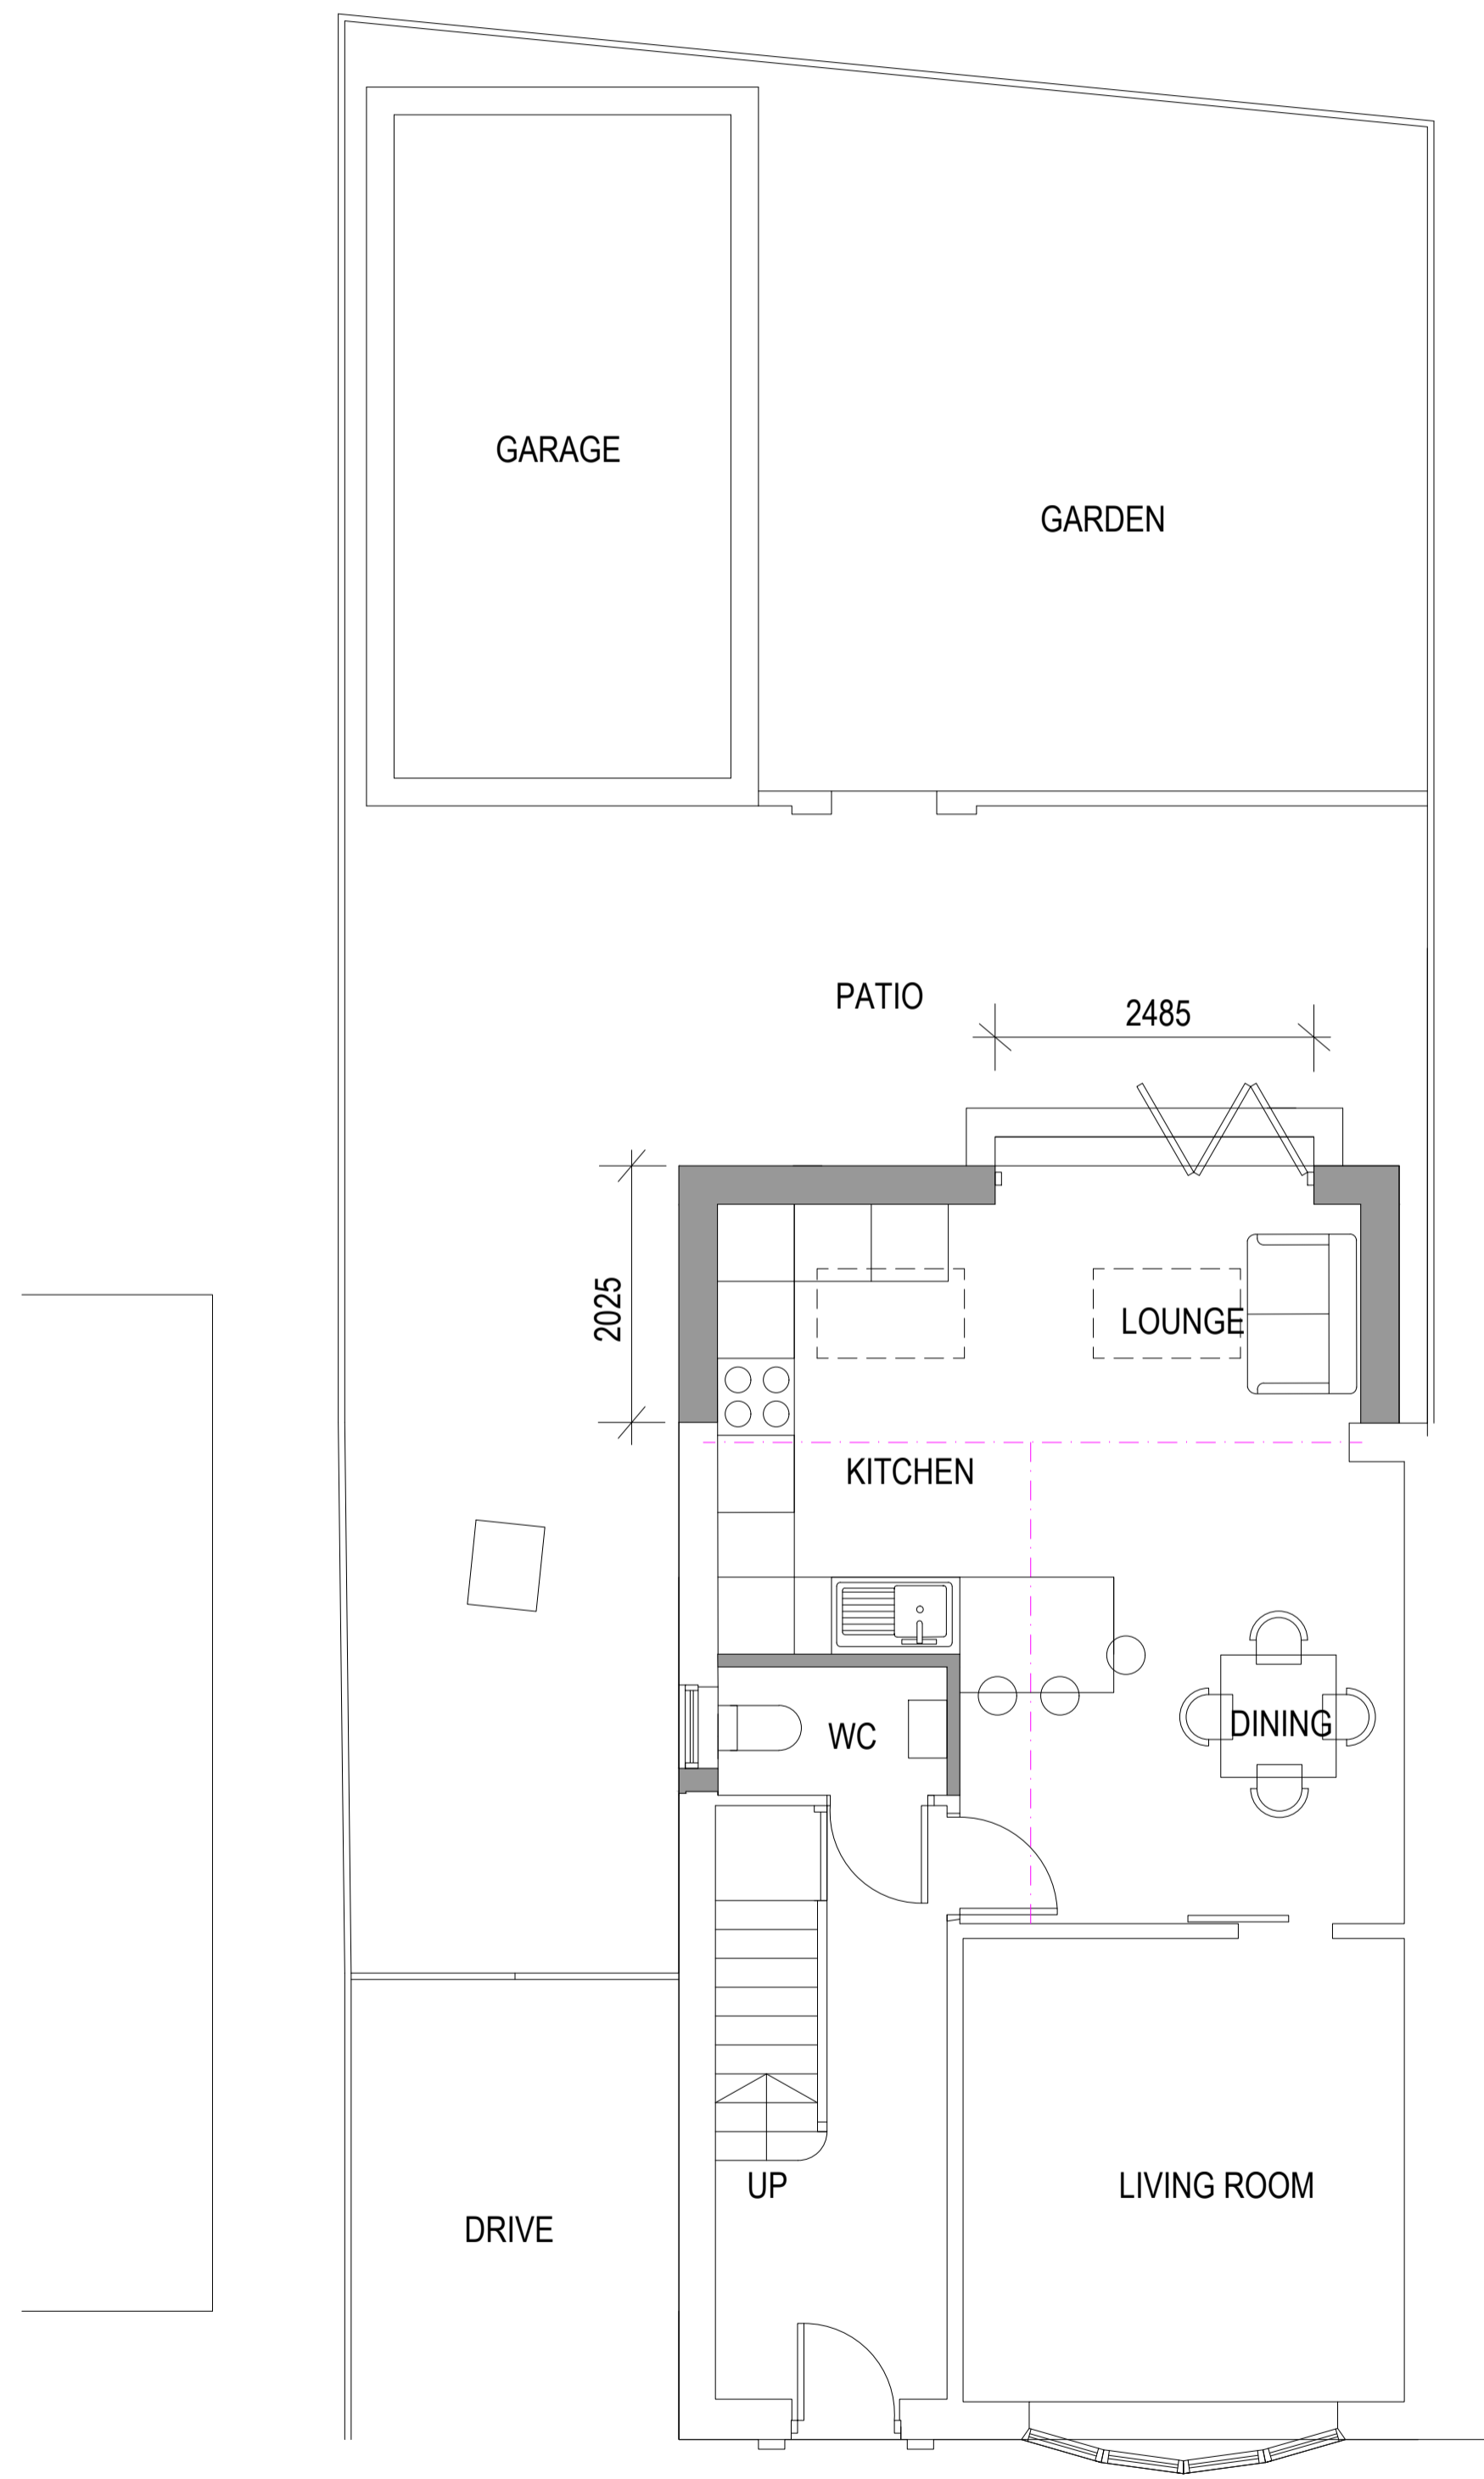 GARAGE
GARDEN
PATIO
2485
2025
LOUNGE
KITCHEN
WC
DINING
UP
LIVING ROOM
DRIVE